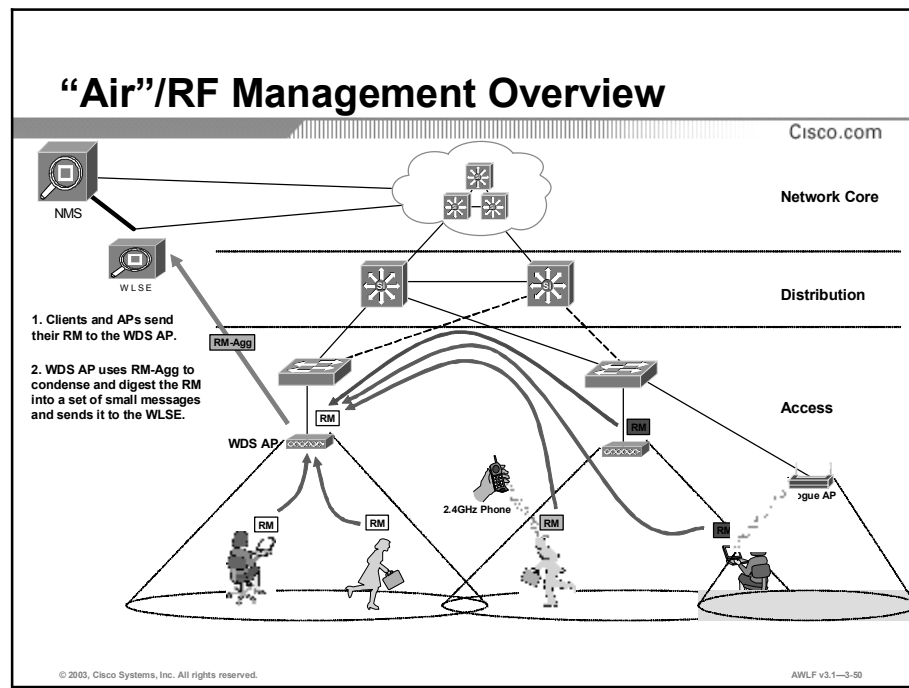 “Air”/RF Management Overview
Cisco.com
NMS
Network Core
WLSE
Distribution
1. Clients and APs send
their RM to the WDS AP.
RM-Agg
2. WDS AP uses RM-Agg to
condense and digest the RM
into a set of small messages
and sends it to the WLSE.
Access
RM
RM
WDS AP
ogue AP
2.4GHz Phone
RM
RM
RM
RM
© 2003, Cisco Systems, Inc. All rights reserved.
AWLF v3.1—3-50